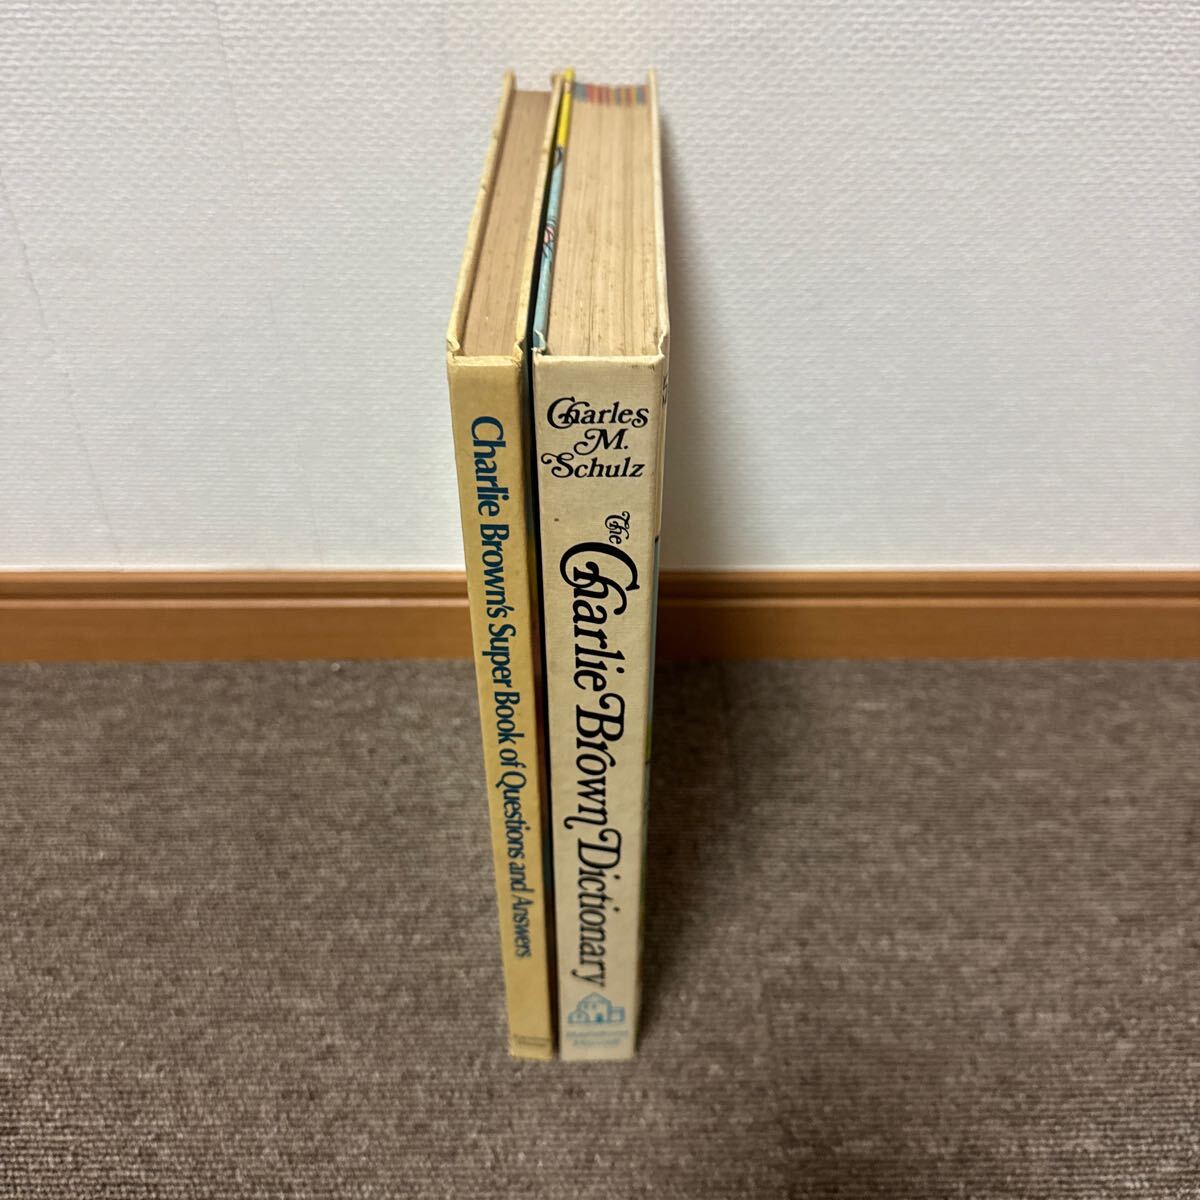 Charlie Brown's Super Book of Questions and Answers
Charles
M.
Schulz
The
Charlie Brown Dictionary